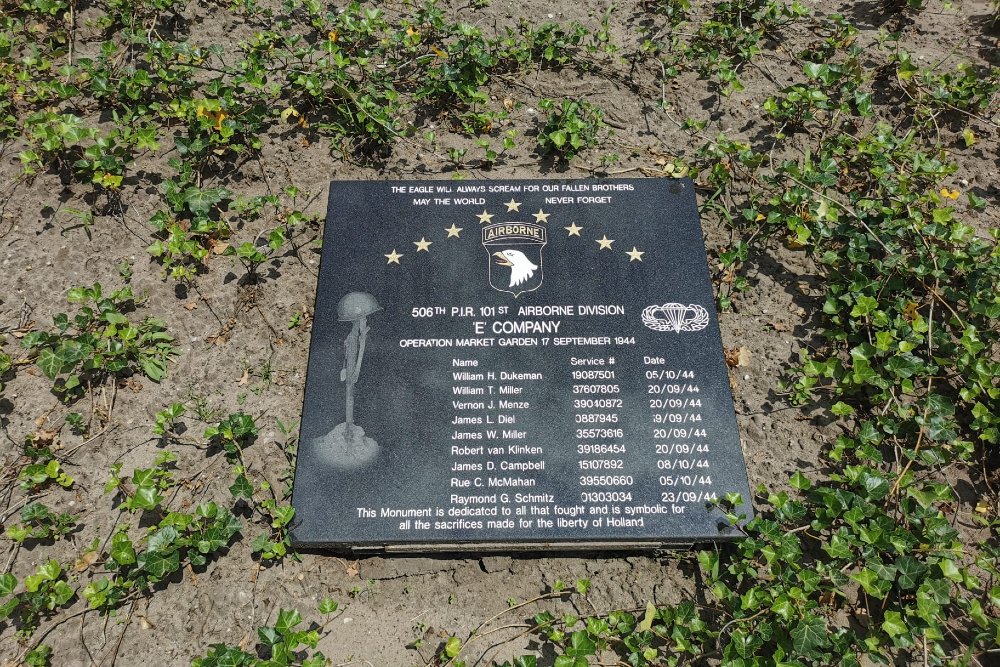 THE EAGLE WILL ALWAYS SCREAM FOR OUR FALLEN BROTHERS
MAY THE WORLD NEVER FORGET
AIRBORNE
506TH P.I.R. 101ST AIRBORNE DIVISION
'E' COMPANY
OPERATION MARKET GARDEN 17 SEPTEMBER 1944
Name Service # Date
William H. Dukeman 19087501 05/10/44
William T. Miller 37607805 20/09/44
Vernon J. Menze 39040872 20/09/44
James L. Diel 0887945 19/09/44
James W. Miller 35573616 20/09/44
Robert van Klinken 39186454 20/09/44
James D. Campbell 15107892 08/10/44
Rue C. McMahan 39550660 05/10/44
Raymond G. Schmitz 01303034 23/09/44
This Monument is dedicated to all that fought and is symbolic for
all the sacrifices made for the liberty of Holland